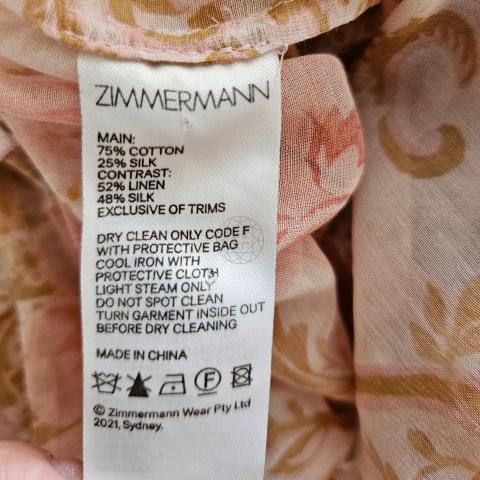 ZIMMERMANN
MAIN:
75% COTTON
25% SILK
CONTRAST:
52% LINEN
48% SILK
EXCLUSIVE OF TRIMS
DRY CLEAN ONLY CODE F
WITH PROTECTIVE BAG
COOL IRON WITH
PROTECTIVE CLOTH
LIGHT STEAM ONLY
DO NOT SPOT CLEAN
TURN GARMENT INSIDE OUT
BEFORE DRY CLEANING
MADE IN CHINA
F
© Zimmermann Wear Pty Ltd
2021, Sydney.